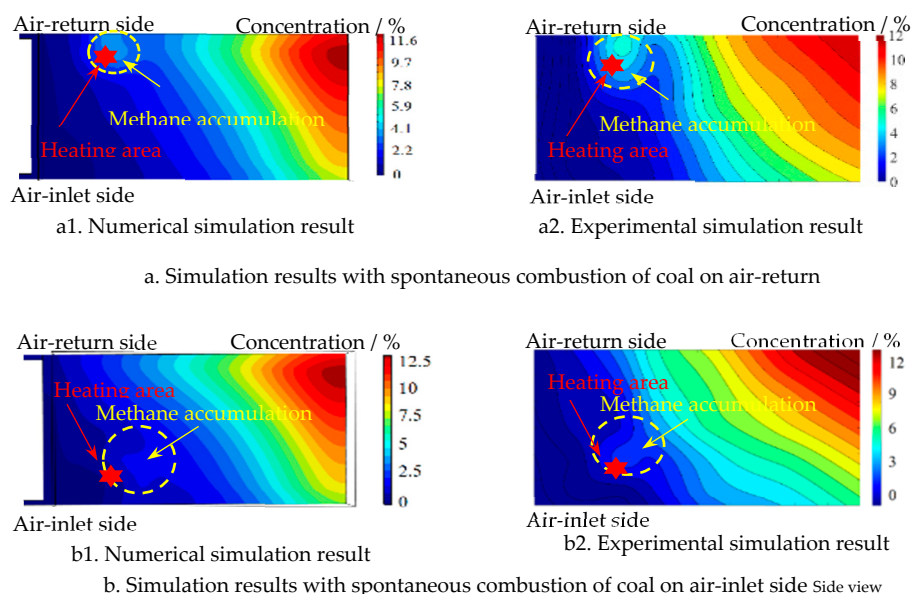 Air-return side Concentration / %
11.6
9.7
7.8
5.9
4.1
2.2
0
Methane accumulation
Heating area
Air-inlet side
a1. Numerical simulation result
Air-return side Concentration / %
12
10
8
6
4
2
0
Methane accumulation
Heating area
Air-inlet side
a2. Experimental simulation result
a. Simulation results with spontaneous combustion of coal on air-return
Air-return side Concentration / %
12.5
10
7.5
5
2.5
0
Heating area
Methane accumulation
Air-inlet side
b1. Numerical simulation result
Air-return side Concentration / %
12
9
6
3
0
Heating area
Methane accumulation
Air-inlet side
b2. Experimental simulation result
b. Simulation results with spontaneous combustion of coal on air-inlet side Side view